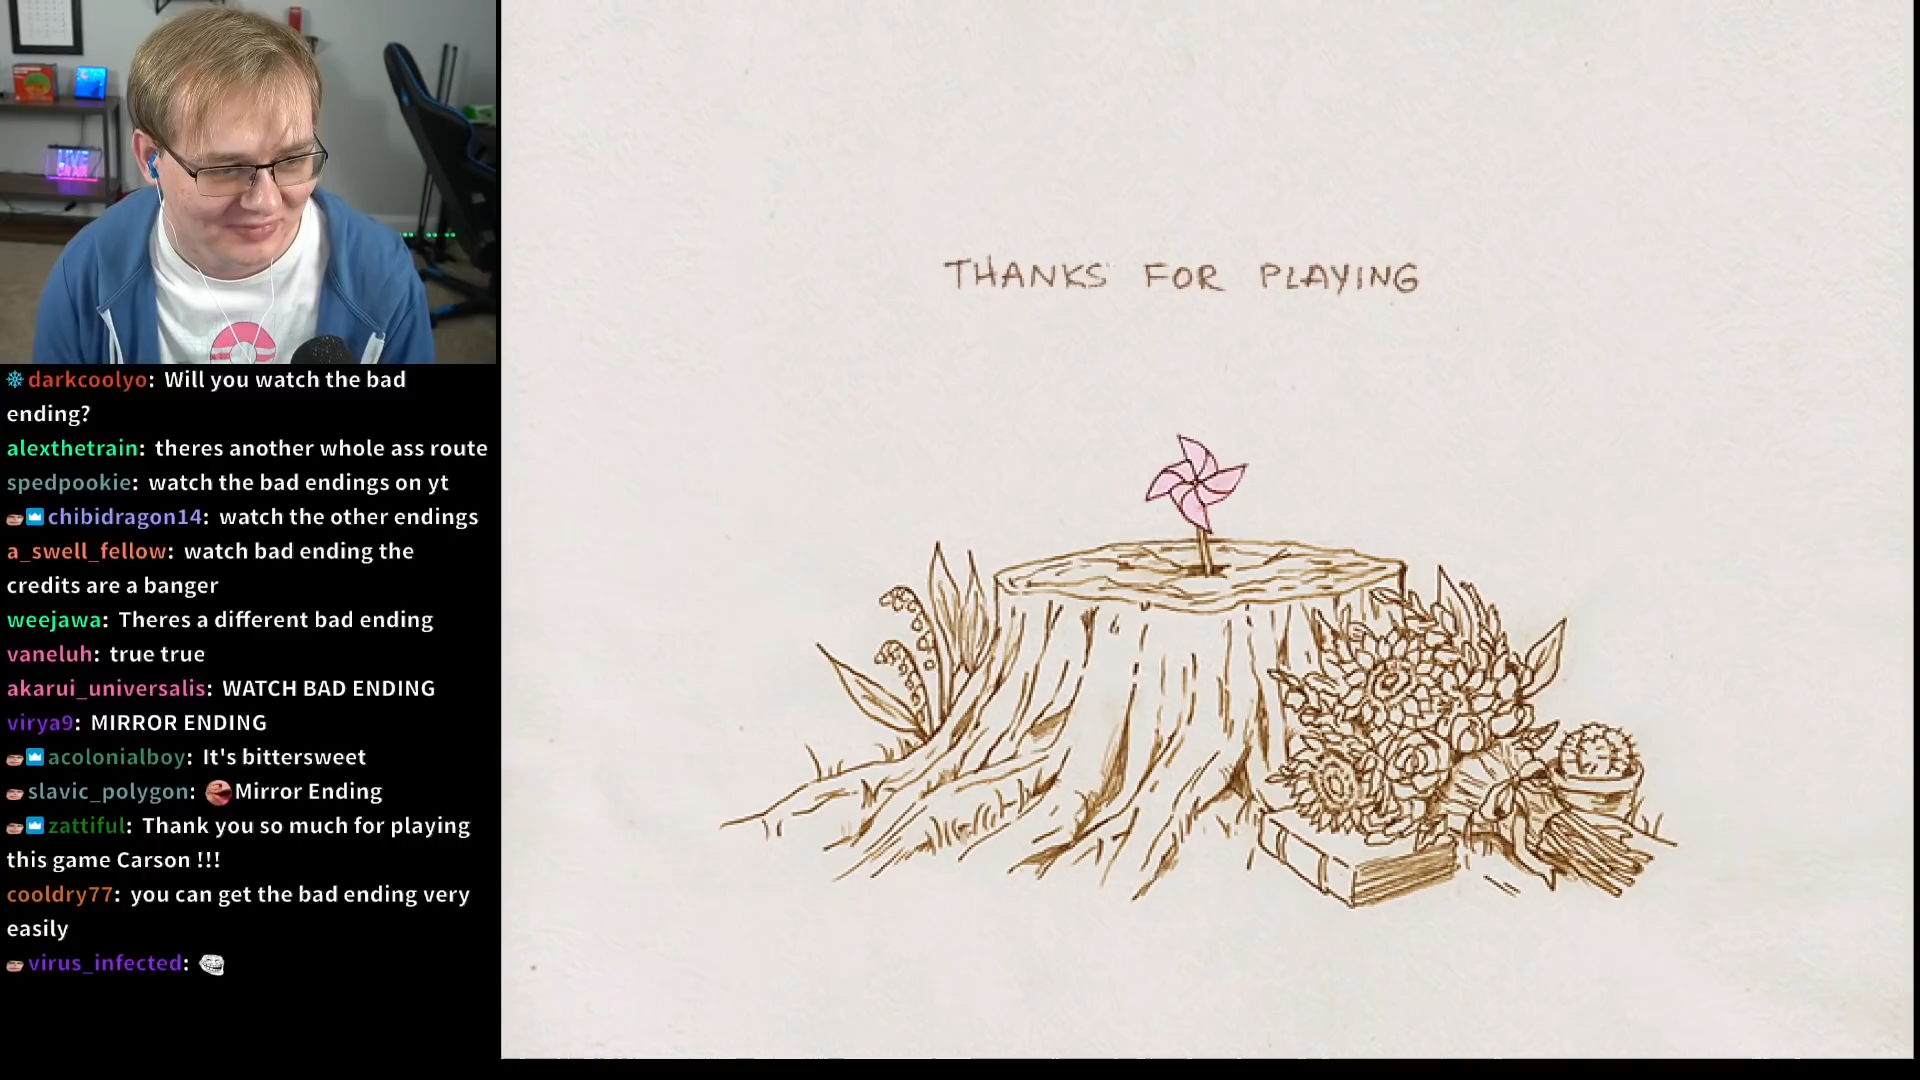 LIVE
ON AIR
THANKS FOR PLAYING
darkcoolyo: Will you watch the bad
ending?
alexthetrain: theres another whole ass route
spedpookie: watch the bad endings on yt
chibidragon14: watch the other endings
a_swell_fellow: watch bad ending the
credits are a banger
weejawa: Theres a different bad ending
vaneluh: true true
akarui_universalis: WATCH BAD ENDING
virya9: MIRROR ENDING
acolonialboy: It's bittersweet
slavic_polygon: Mirror Ending
zattiful: Thank you so much for playing
this game Carson !!!
cooldry77: you can get the bad ending very
easily
virus_infected: